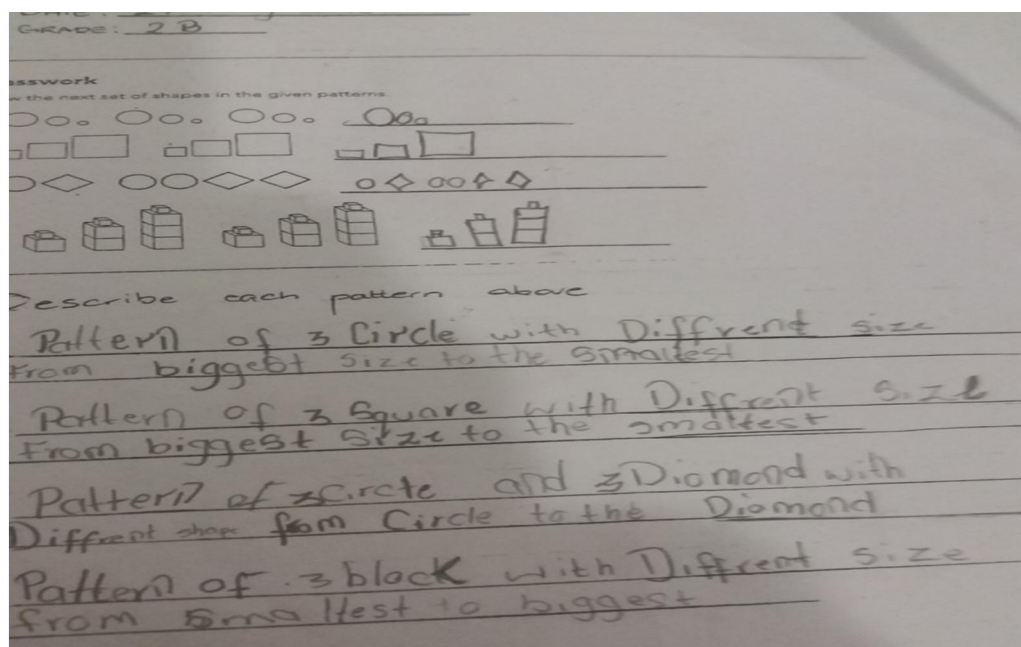 GRADE: 2 B
asswork
w the next set of shapes in the given patterns.
Describe each pattern above
Pattern of 3 Circle with Diffrent size
From biggest size to the smallest
Pattern of 3 Square with Diffrent size
From biggest size to the smallest
Pattern of 3 Circle and 3 Diomond with
Diffrent shape from Circle to the Diomond
Pattern of 3 block with Diffrent size
from smallest to biggest